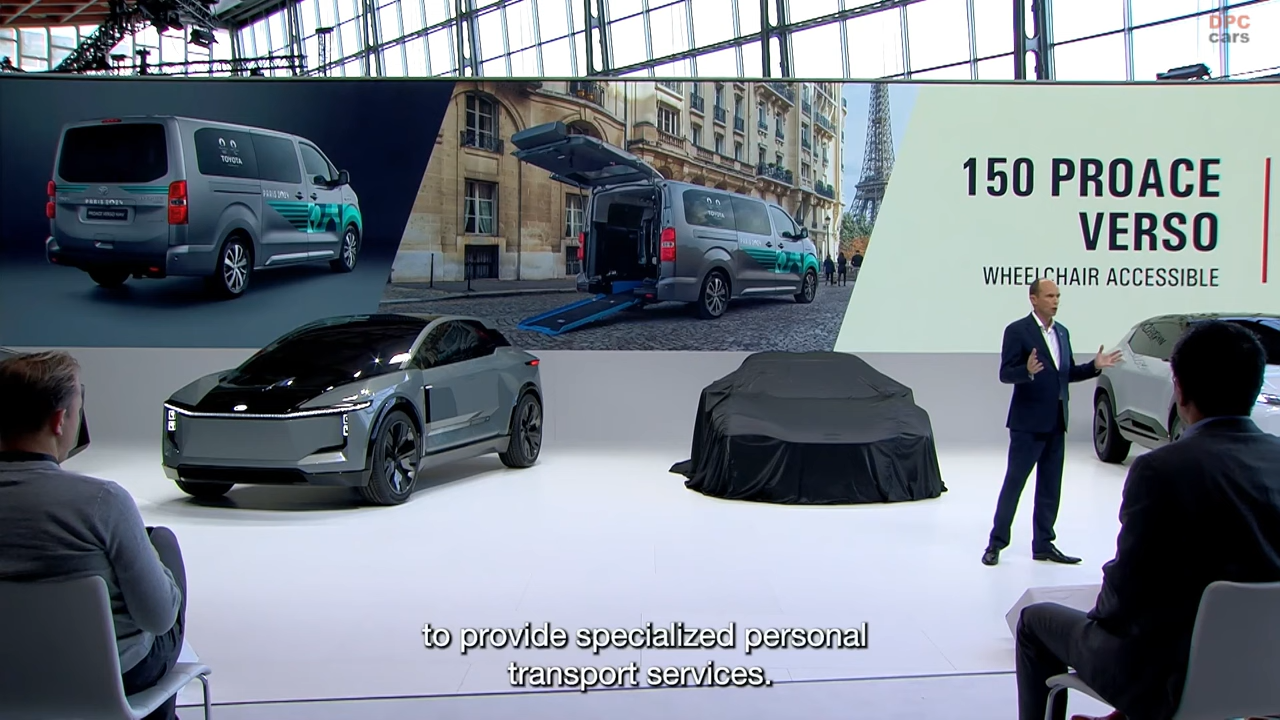 DPC
cars
TOYOTA
150 PROACE
VERSO
WHEELCHAIR ACCESSIBLE
to provide specialized personal
transport services.